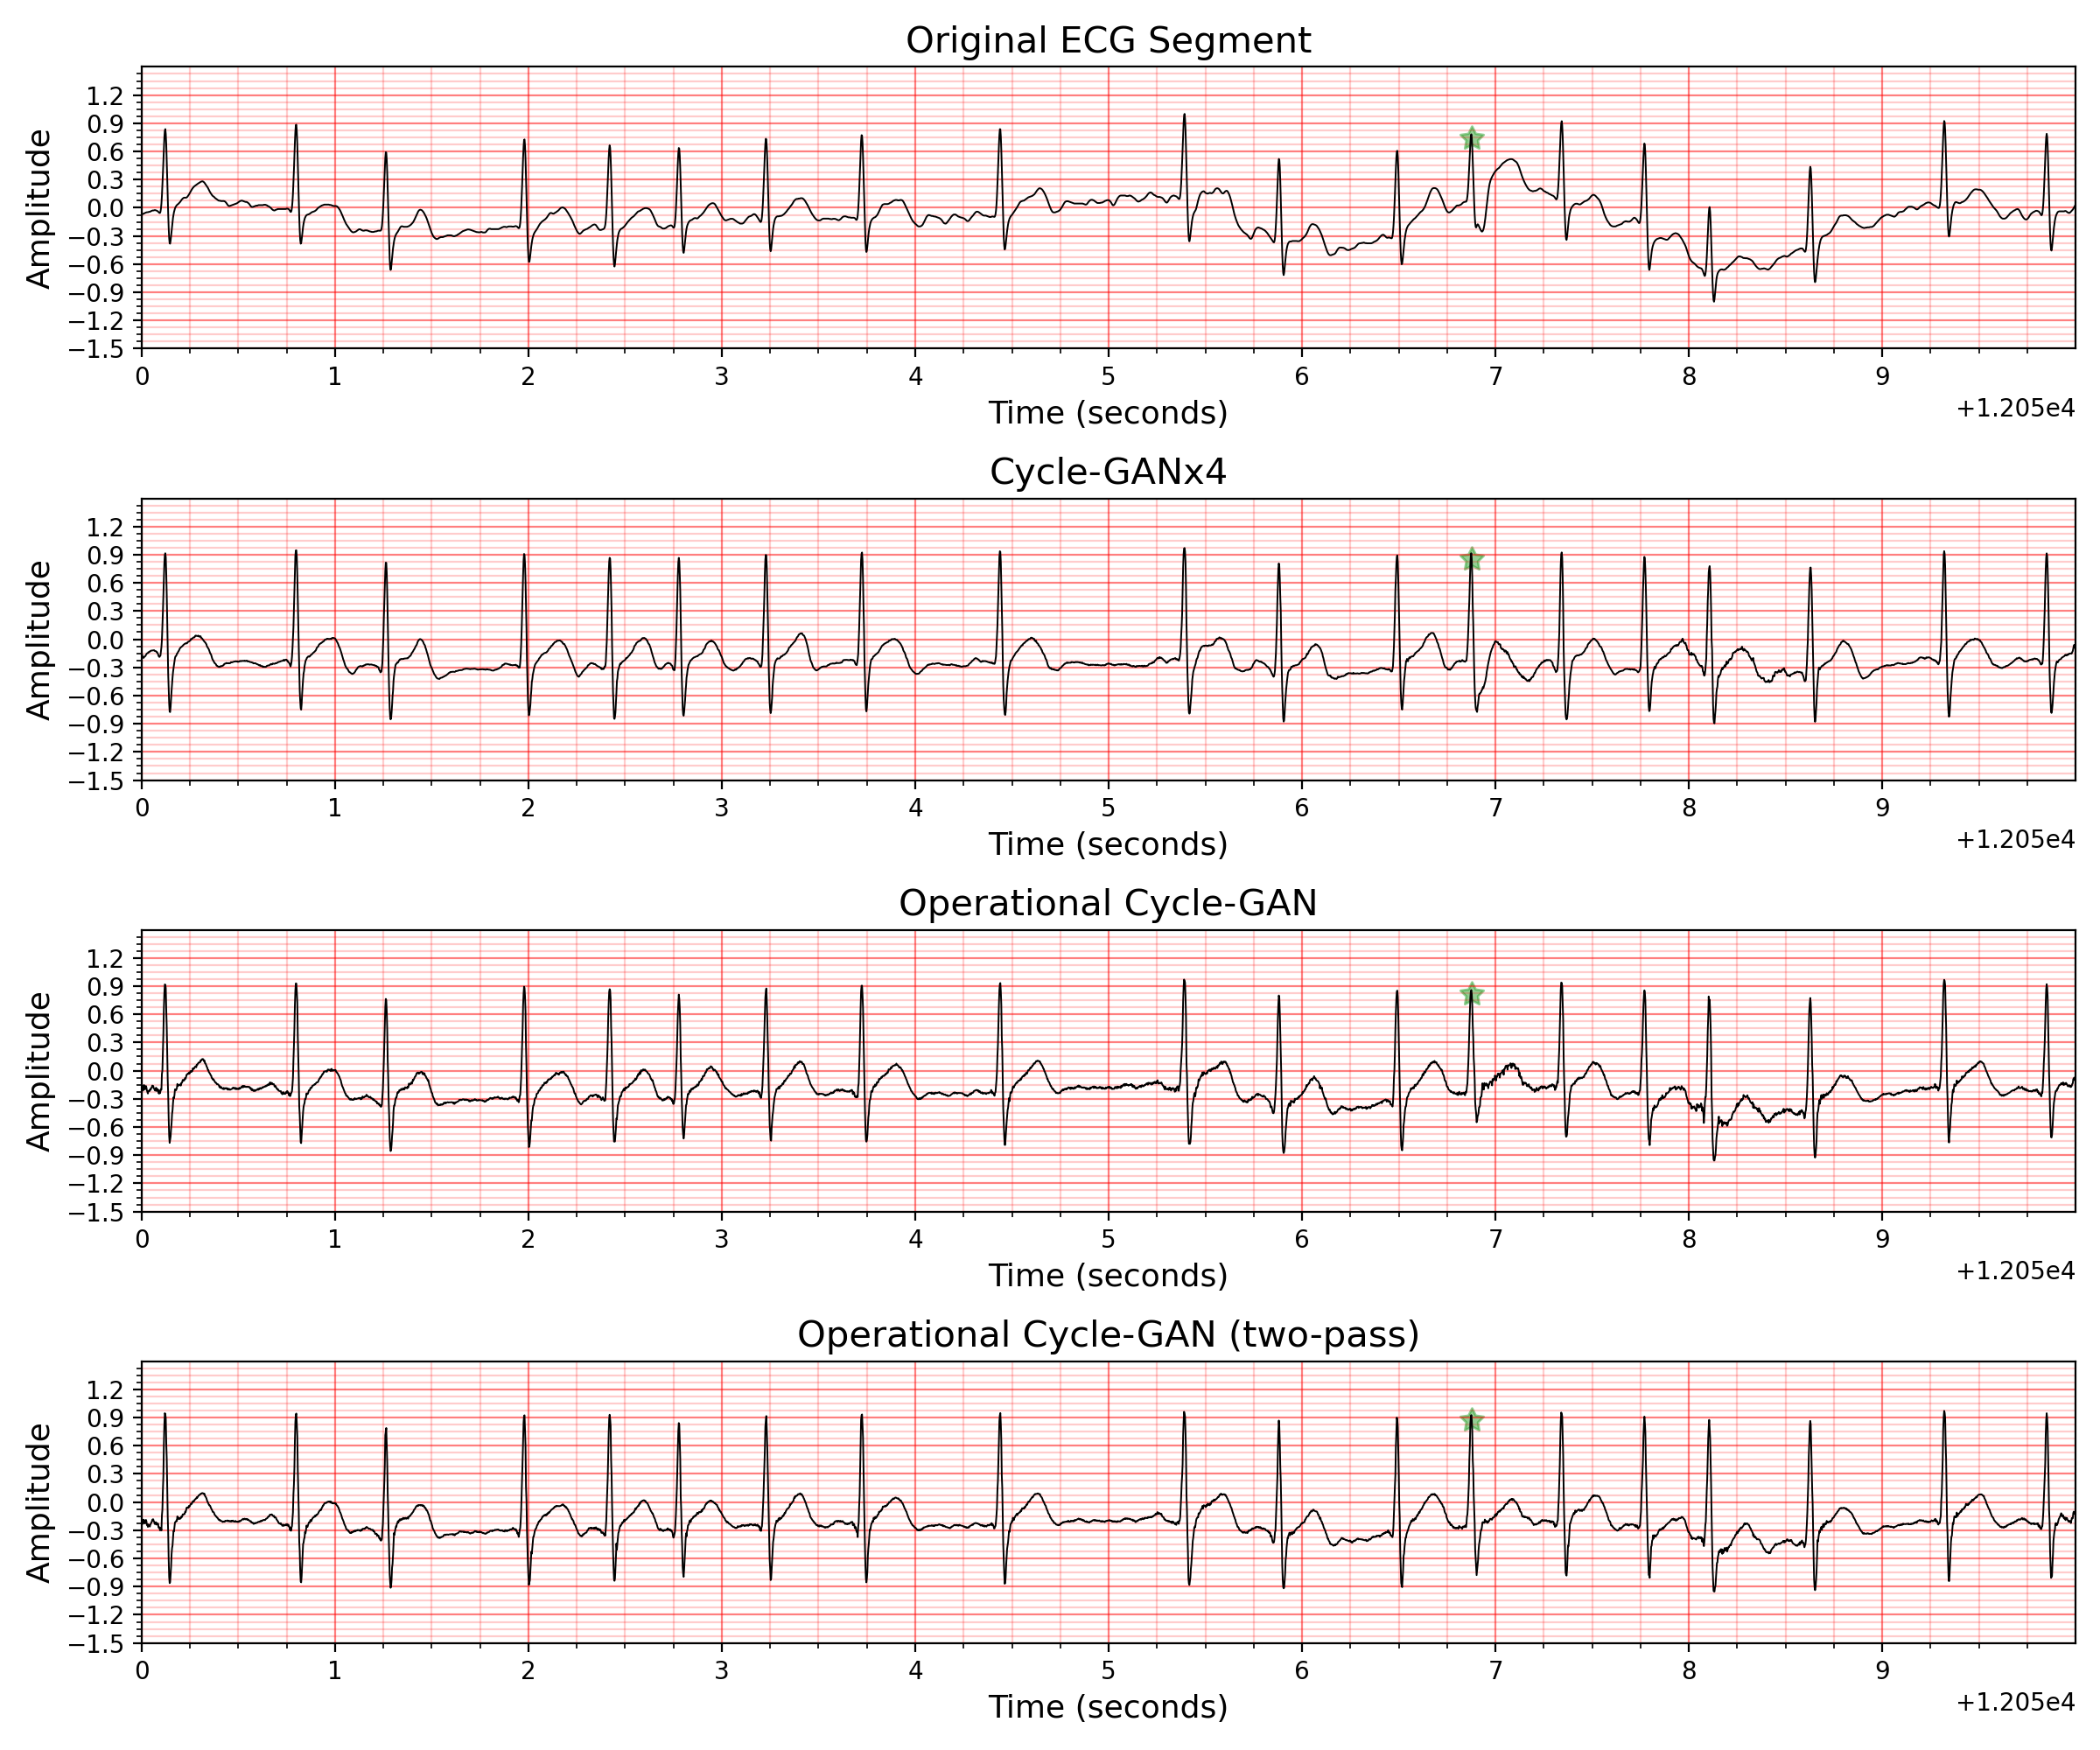 Original ECG Segment
Amplitude
1.2
0.9
0.6
0.3
0.0
−0.3
−0.6
−0.9
−1.2
−1.5
0 1 2 3 4 5 6 7 8 9
Time (seconds)
+1.205e4
Cycle-GANx4
Amplitude
1.2
0.9
0.6
0.3
0.0
−0.3
−0.6
−0.9
−1.2
−1.5
0 1 2 3 4 5 6 7 8 9
Time (seconds)
+1.205e4
Operational Cycle-GAN
Amplitude
1.2
0.9
0.6
0.3
0.0
−0.3
−0.6
−0.9
−1.2
−1.5
0 1 2 3 4 5 6 7 8 9
Time (seconds)
+1.205e4
Operational Cycle-GAN (two-pass)
Amplitude
1.2
0.9
0.6
0.3
0.0
−0.3
−0.6
−0.9
−1.2
−1.5
0 1 2 3 4 5 6 7 8 9
Time (seconds)
+1.205e4